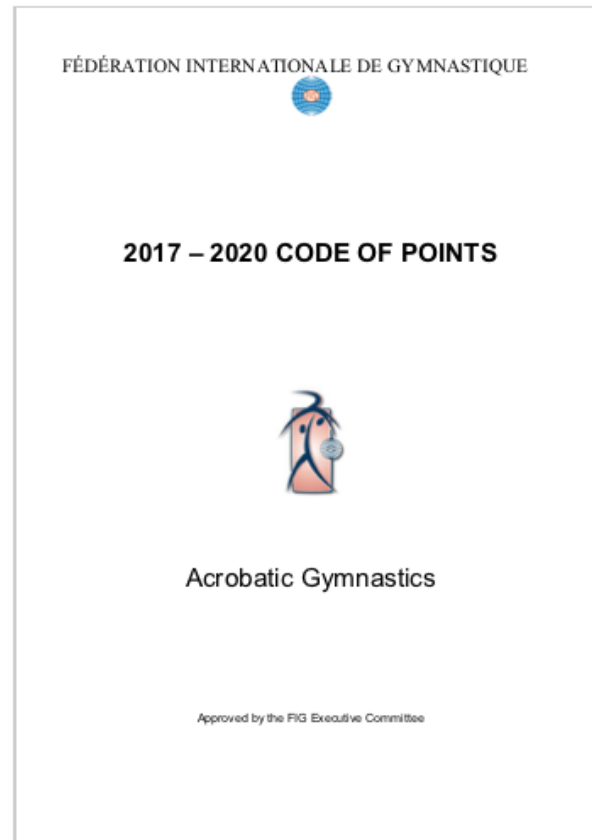 FÉDÉRATION INTERNATIONALE DE GYMNASTIQUE
2017 – 2020 CODE OF POINTS
Acrobatic Gymnastics
Approved by the FIG Executive Committee